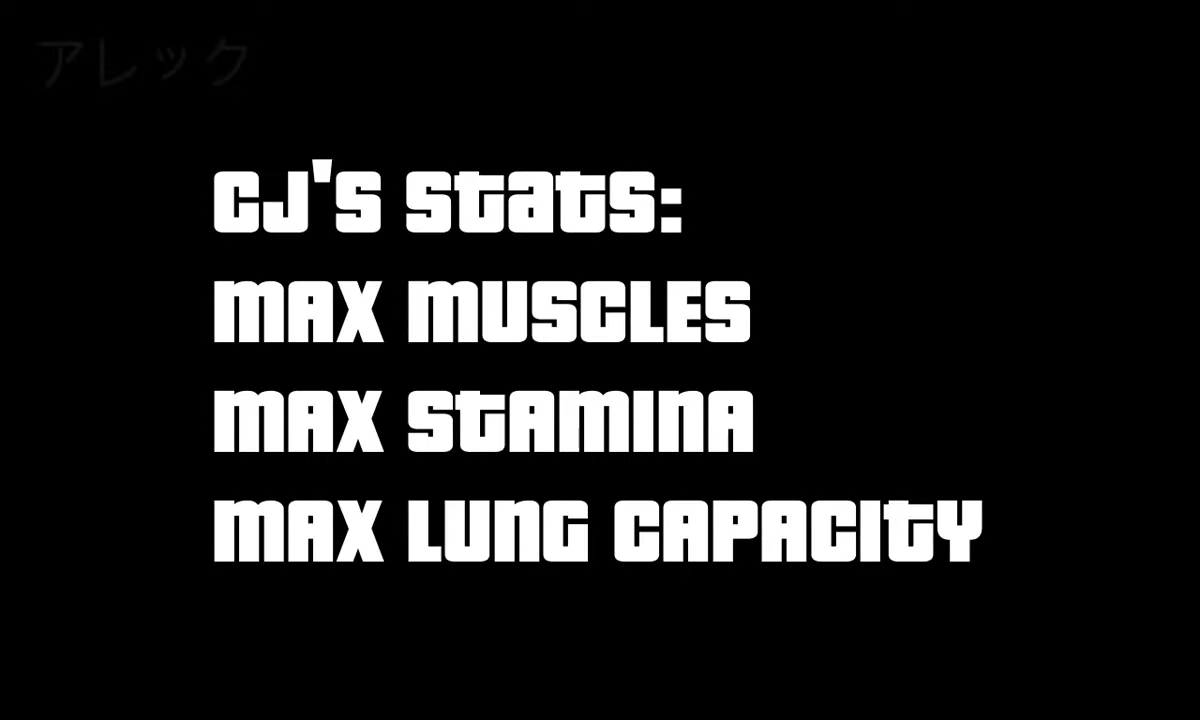 アレック
CJ's Stats:
MAX MUSCLES
MAX STAMINA
MAX LUNG CAPACITY